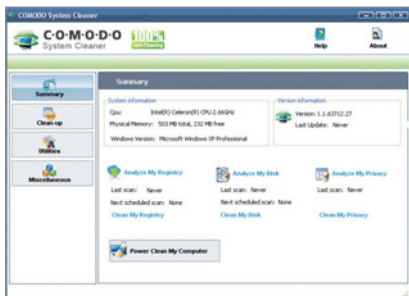 COMODO System Cleaner
C·O·M·O·D·O
System Cleaner
100%
Safe Cleaning
Help
About
Summary
Clean-up
Utilities
Miscellaneous
Summary
System information
Cpu: Intel(R) Celeron(R) CPU 2.66GHz
Physical Memory: 503 MB total, 232 MB free
Windows Version: Microsoft Windows XP Professional
Version information
Version: 1.1.63712.27
Last Update: Never
Analyze My Registry
Last scan: Never
Next scheduled scan: None
Clean My Registry
Analyze My Disk
Last scan: Never
Next scheduled scan: None
Clean My Disk
Analyze My Privacy
Last scan: Never
Clean My Privacy
Power Clean My Computer